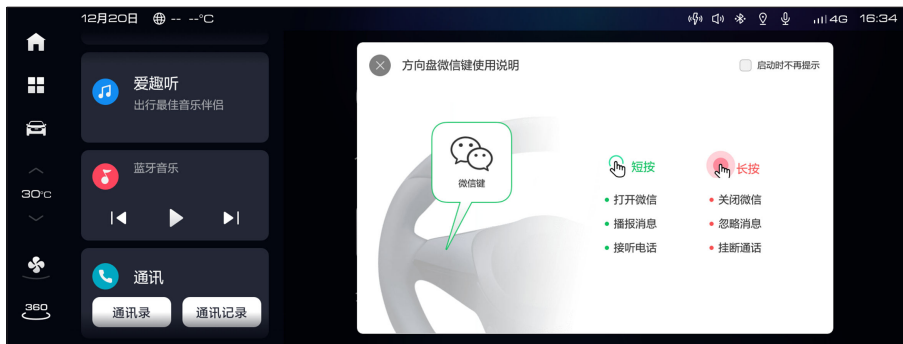 12月20日 -- --°C
4G 16:34
方向盘微信键使用说明
启动时不再提示
爱趣听
出行最佳音乐伴侣
蓝牙音乐
30°C
微信键
短按
长按
• 打开微信
• 关闭微信
• 播报消息
• 忽略消息
• 接听电话
• 挂断通话
通讯
通讯录
通讯记录
360